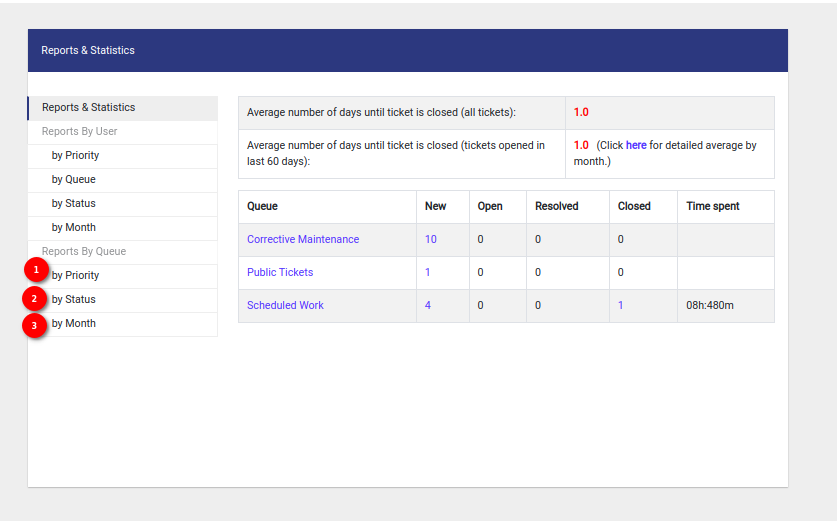 Reports & Statistics
Reports & Statistics
Reports By User
by Priority
by Queue
by Status
by Month
Reports By Queue
1 by Priority
2 by Status
3 by Month
Average number of days until ticket is closed (all tickets): 1.0
Average number of days until ticket is closed (tickets opened in
last 60 days):
1.0 (Click here for detailed average by
month.)
Queue New Open Resolved Closed Time spent
Corrective Maintenance 10 0 0 0
Public Tickets 1 0 0 0
Scheduled Work 4 0 0 1 08h:480m